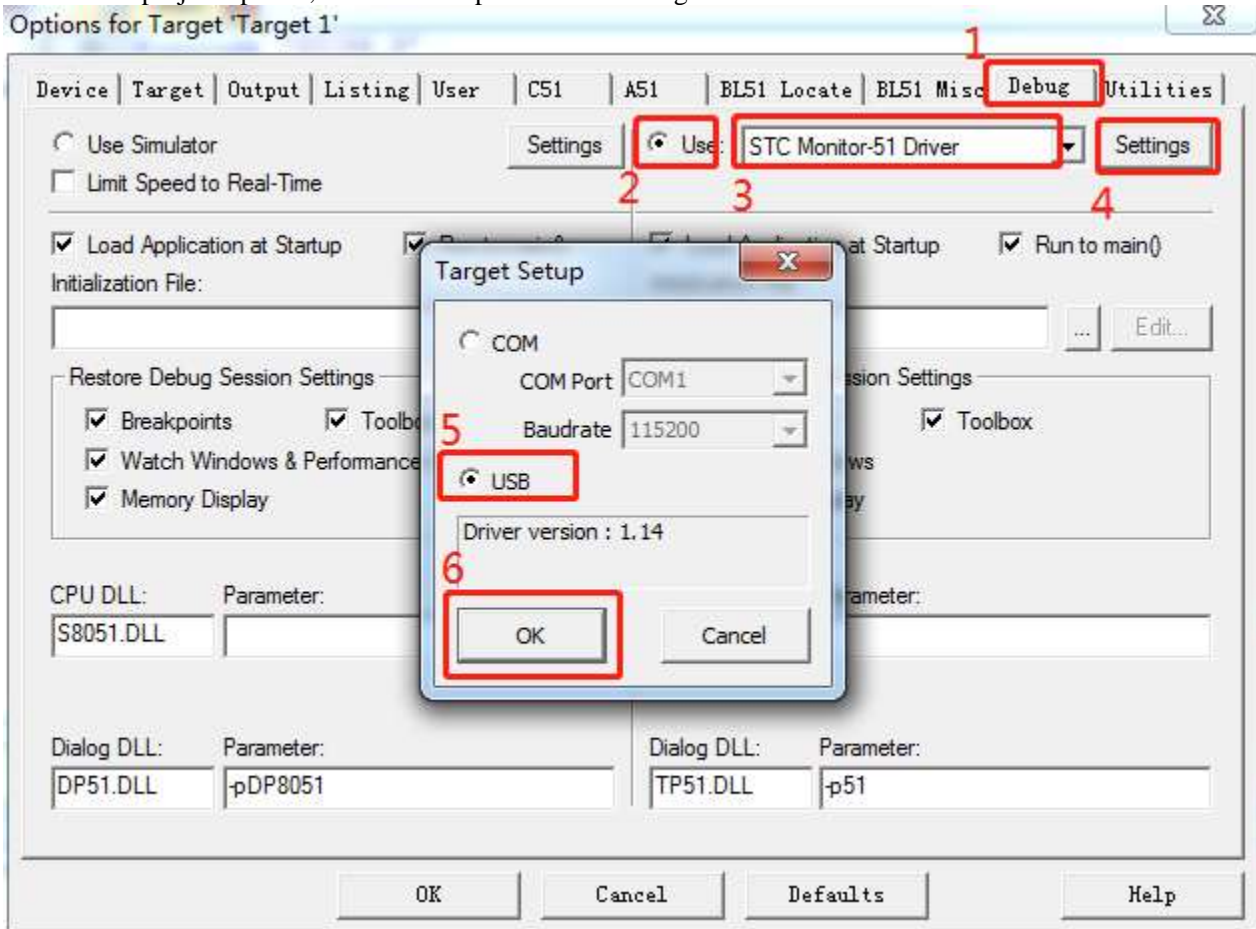 Options for Target 'Target 1'
1
Device Target Output Listing User C51 A51 BL51 Locate BL51 Misc Debug Utilities
Use Simulator Settings Use: STC Monitor-51 Driver Settings
Limit Speed to Real-Time
2 3 4
Load Application at Startup at Startup Run to main()
Initialization File:
... Edit...
Restore Debug Session Settings Settings
Breakpoints Toolbox
Watch Windows & Performance
Memory Display
Target Setup
COM
COM Port COM1
Baudrate 115200
5
USB
Driver version : 1.14
6
OK Cancel
CPU DLL: Parameter:
S8051.DLL
Dialog DLL: Parameter: Dialog DLL: Parameter:
DP51.DLL -pDP8051 TP51.DLL -p51
OK Cancel Defaults Help